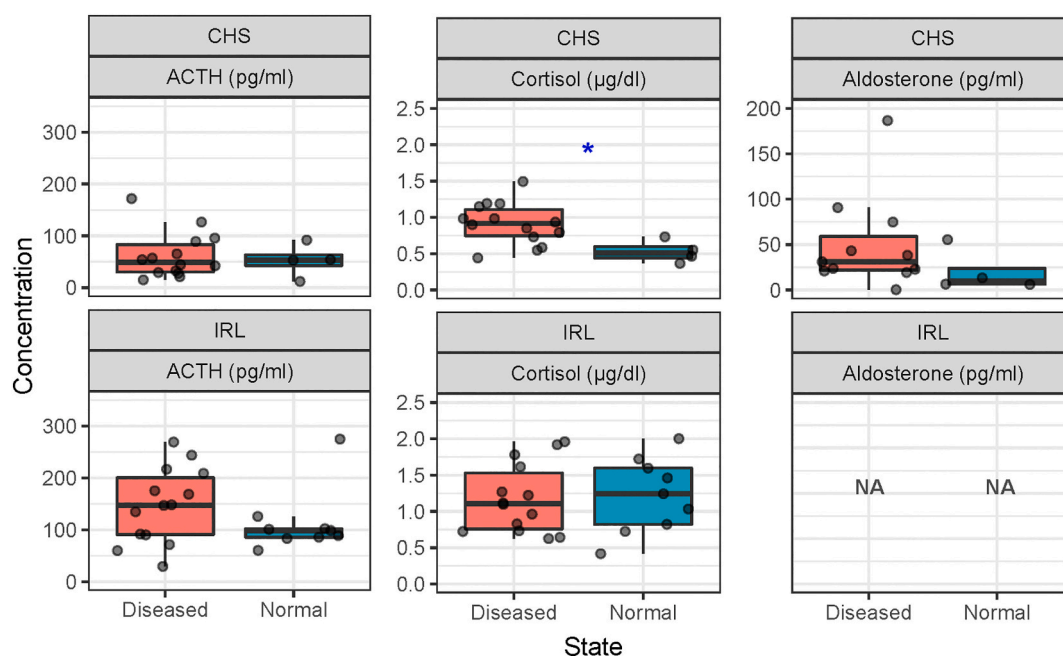 CHS
ACTH (pg/ml)
300
200
100
0
CHS
Cortisol (µg/dl)
2.5
2.0
1.5
1.0
0.5
0.0
*
CHS
Aldosterone (pg/ml)
200
150
100
50
0
Concentration
IRL
ACTH (pg/ml)
300
200
100
0
Diseased Normal
IRL
Cortisol (µg/dl)
2.5
2.0
1.5
1.0
0.5
0.0
Diseased Normal
IRL
Aldosterone (pg/ml)
NA NA
Diseased Normal
State